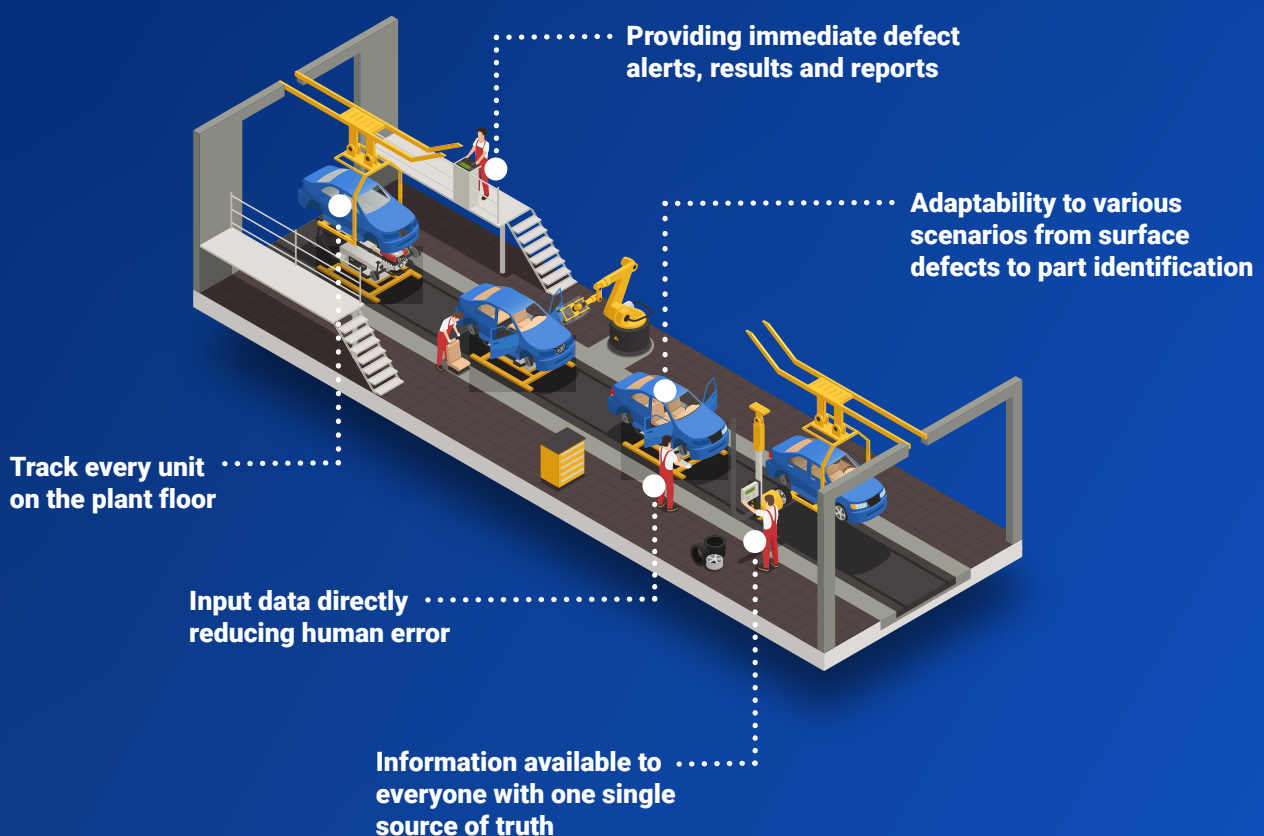 Providing immediate defect
alerts, results and reports
Adaptability to various
scenarios from surface
defects to part identification
Track every unit
on the plant floor
Input data directly
reducing human error
Information available to
everyone with one single
source of truth